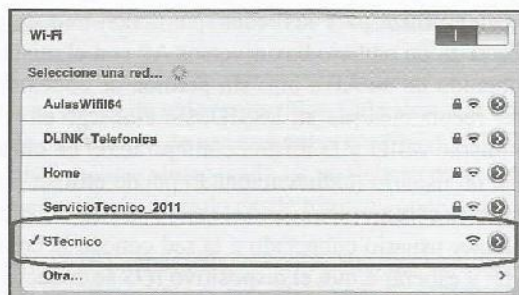 Wi-Fi
Seleccione una red...
AulasWifi64
DLINK_Telefonica
Home
ServicioTecnico_2011
✓ STecnico
Otra...